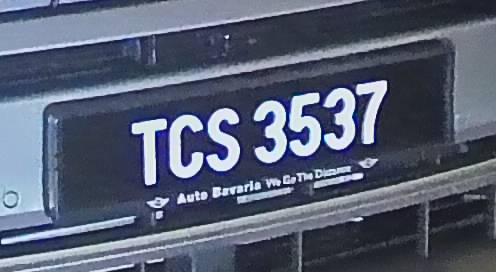 TCS 3537
Auto Bavaria We Go The Distance